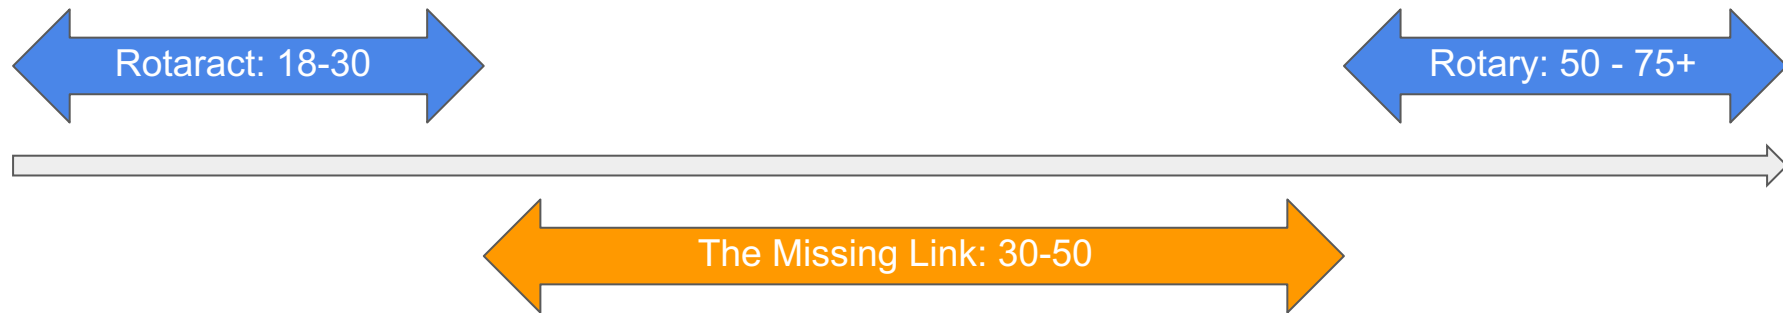 Rotaract: 18-30
Rotary: 50 - 75+
The Missing Link: 30-50